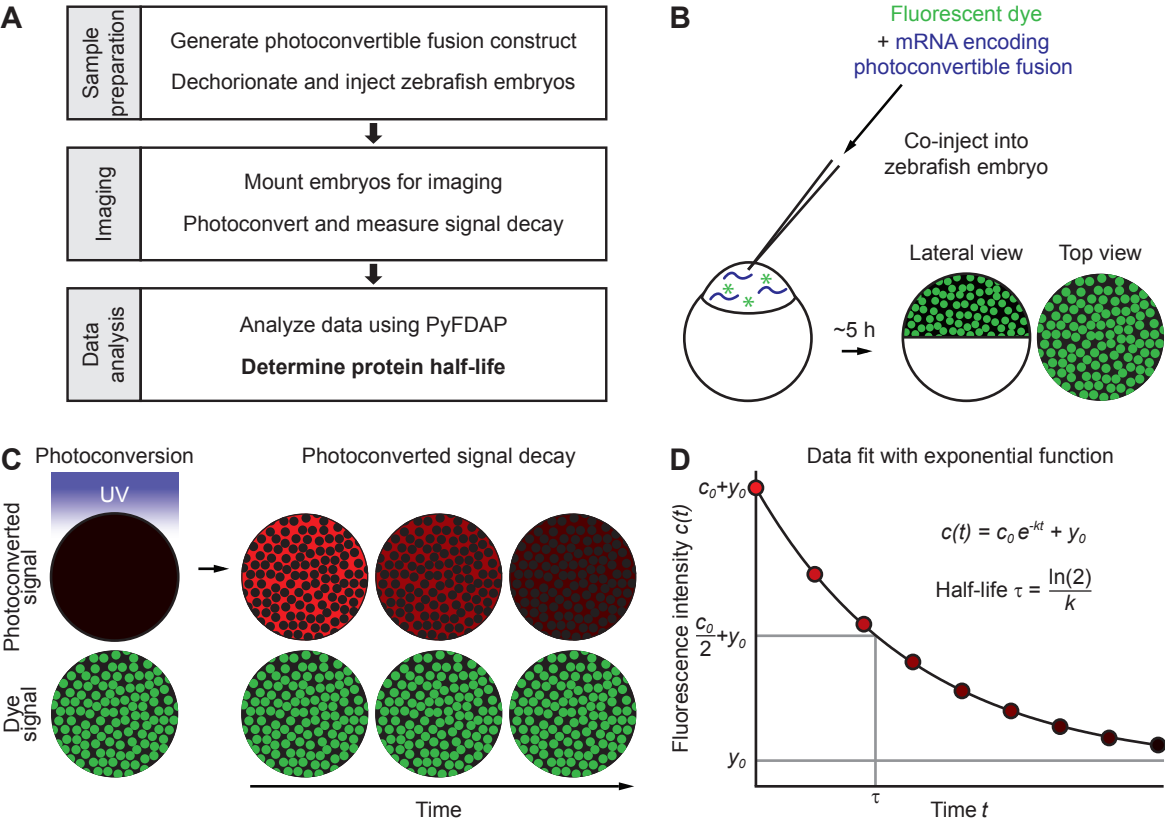 A
Sample
preparation
Generate photoconvertible fusion construct
Dechorionate and inject zebrafish embryos
Imaging
Mount embryos for imaging
Photoconvert and measure signal decay
Data
analysis
Analyze data using PyFDAP
Determine protein half-life
B
Fluorescent dye
+ mRNA encoding
photoconvertible fusion
Co-inject into
zebrafish embryo
~5 h
Lateral view
Top view
C
Photoconversion
Photoconverted signal decay
UV
Photoconverted
signal
Dye
signal
Time
D
Data fit with exponential function
Fluorescence intensity c(t)
c₀+y₀
c(t) = c₀ e^{-kt} + y₀
Half-life τ = ln(2)/k
c₀/2 +y₀
y₀
τ
Time t